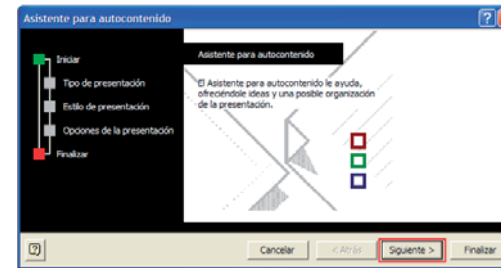 Asistente para autocontenido
Iniciar
Tipo de presentación
Estilo de presentación
Opciones de la presentación
Finalizar
Asistente para autocontenido
El Asistente para autocontenido le ayuda,
ofreciéndole ideas y una posible organización
de la presentación.
Cancelar
< Atrás
Siguiente >
Finalizar